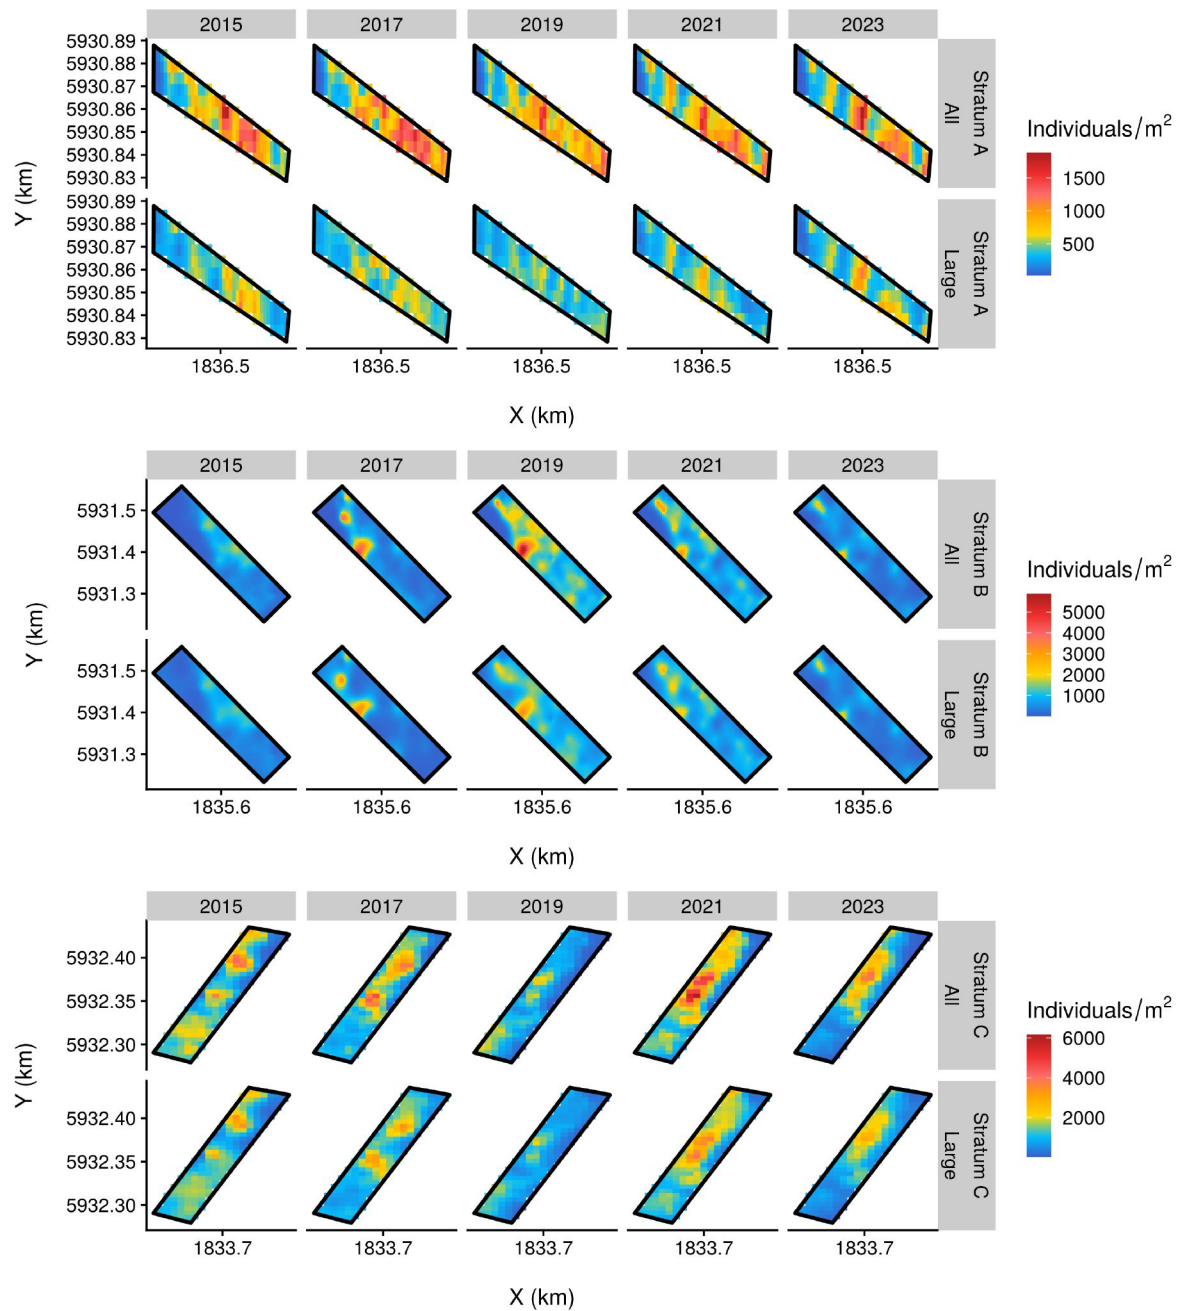 2015 2017 2019 2021 2023
5930.89
5930.88
5930.87
5930.86
5930.85
5930.84
5930.83
Stratum A
All
5930.89
5930.88
5930.87
5930.86
5930.85
5930.84
5930.83
Stratum A
Large
Y (km)
1836.5 1836.5 1836.5 1836.5 1836.5
X (km)
Individuals/m²
1500
1000
500
2015 2017 2019 2021 2023
5931.5
5931.4
5931.3
Stratum B
All
5931.5
5931.4
5931.3
Stratum B
Large
Y (km)
1835.6 1835.6 1835.6 1835.6 1835.6
X (km)
Individuals/m²
5000
4000
3000
2000
1000
2015 2017 2019 2021 2023
5932.40
5932.35
5932.30
Stratum C
All
5932.40
5932.35
5932.30
Stratum C
Large
Y (km)
1833.7 1833.7 1833.7 1833.7 1833.7
X (km)
Individuals/m²
6000
4000
2000